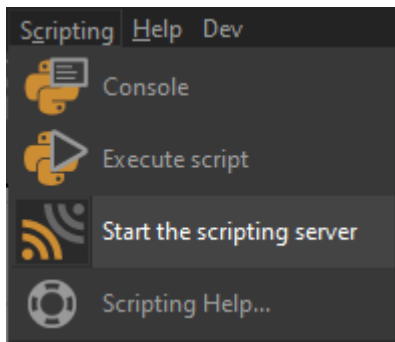 Scripting Help Dev
Console
Execute script
Start the scripting server
Scripting Help...